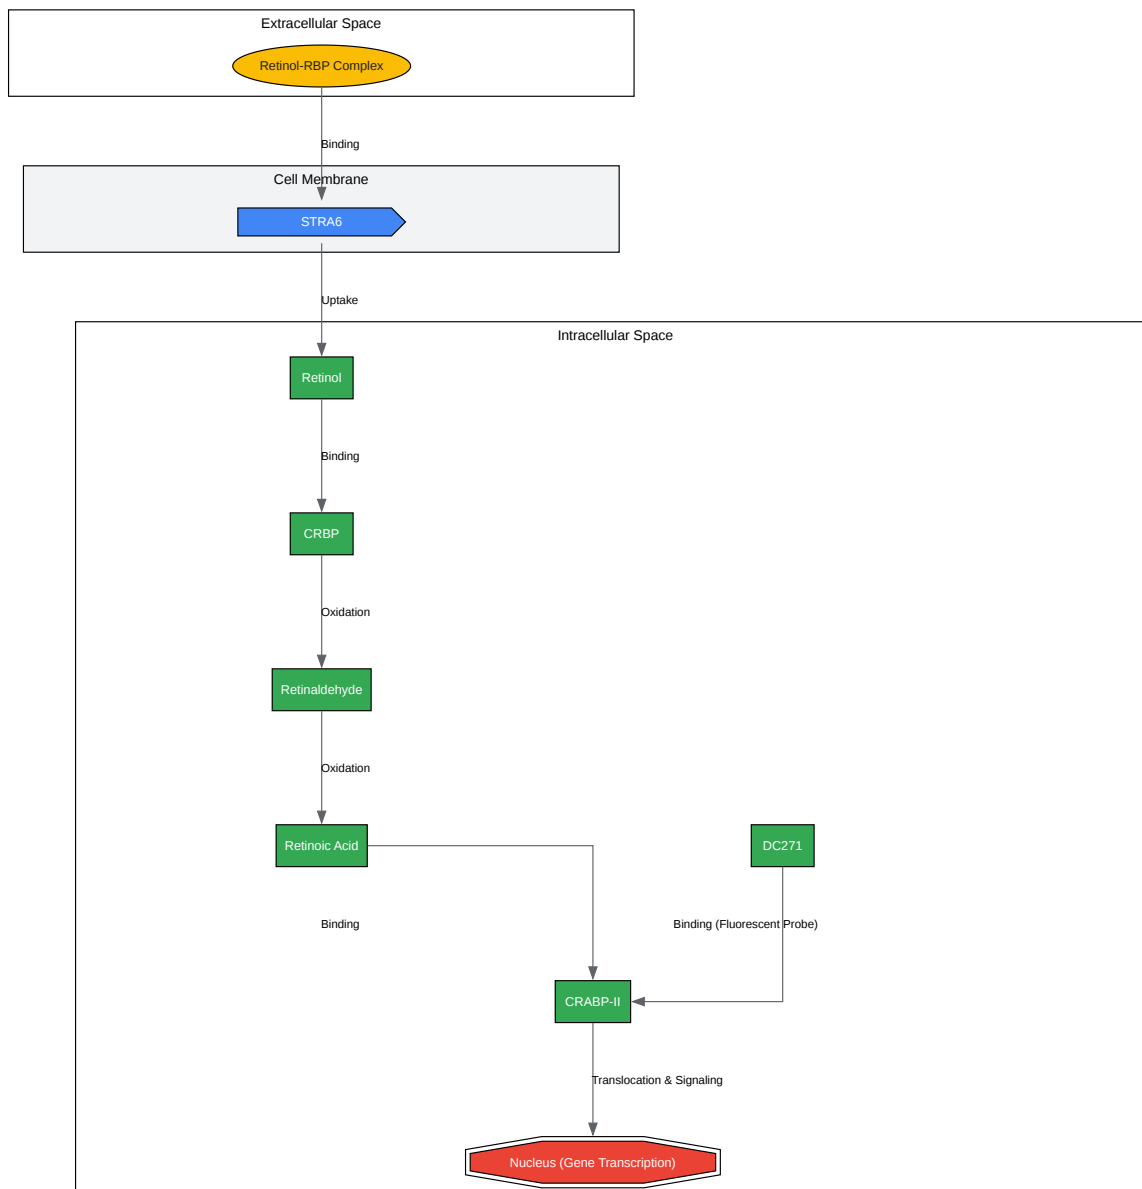 Extracellular Space
Retinol-RBP Complex
Binding
Cell Membrane
STRA6
Uptake
Intracellular Space
Retinol
Binding
CRBP
Oxidation
Retinaldehyde
Oxidation
Retinoic Acid
DC271
Binding
Binding (Fluorescent Probe)
CRABP-II
Translocation & Signaling
Nucleus (Gene Transcription)